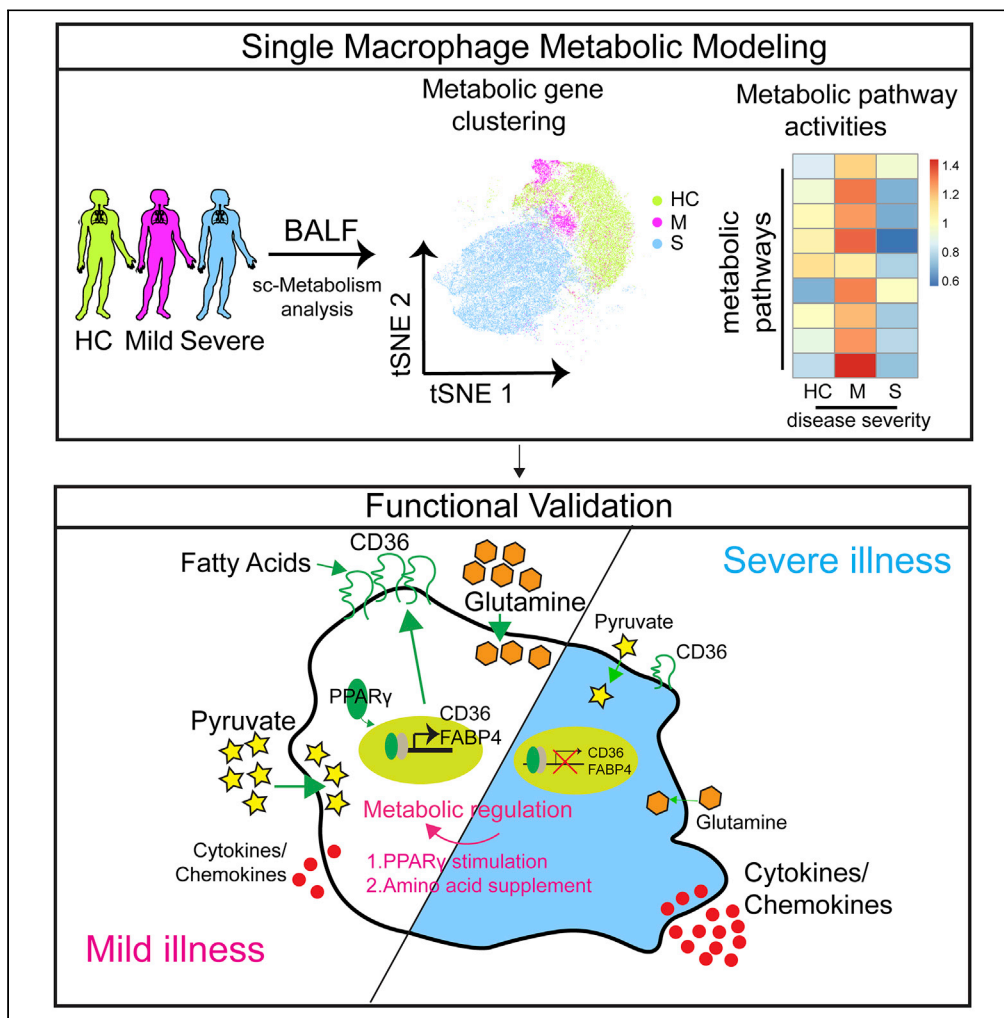 Single Macrophage Metabolic Modeling
Metabolic gene
clustering
Metabolic pathway
activities
BALF
sc-Metabolism
analysis
HC Mild Severe
tSNE 2
tSNE 1
HC
M
S
metabolic
pathways
1.4
1.2
1
0.8
0.6
HC M S
disease severity
Functional Validation
CD36
Fatty Acids
Glutamine
Severe illness
Pyruvate
CD36
PPARγ
CD36
FABP4
Pyruvate
CD36
FABP4
Metabolic regulation
Glutamine
Cytokines/
Chemokines
1.PPARγ stimulation
2.Amino acid supplement
Cytokines/
Chemokines
Mild illness